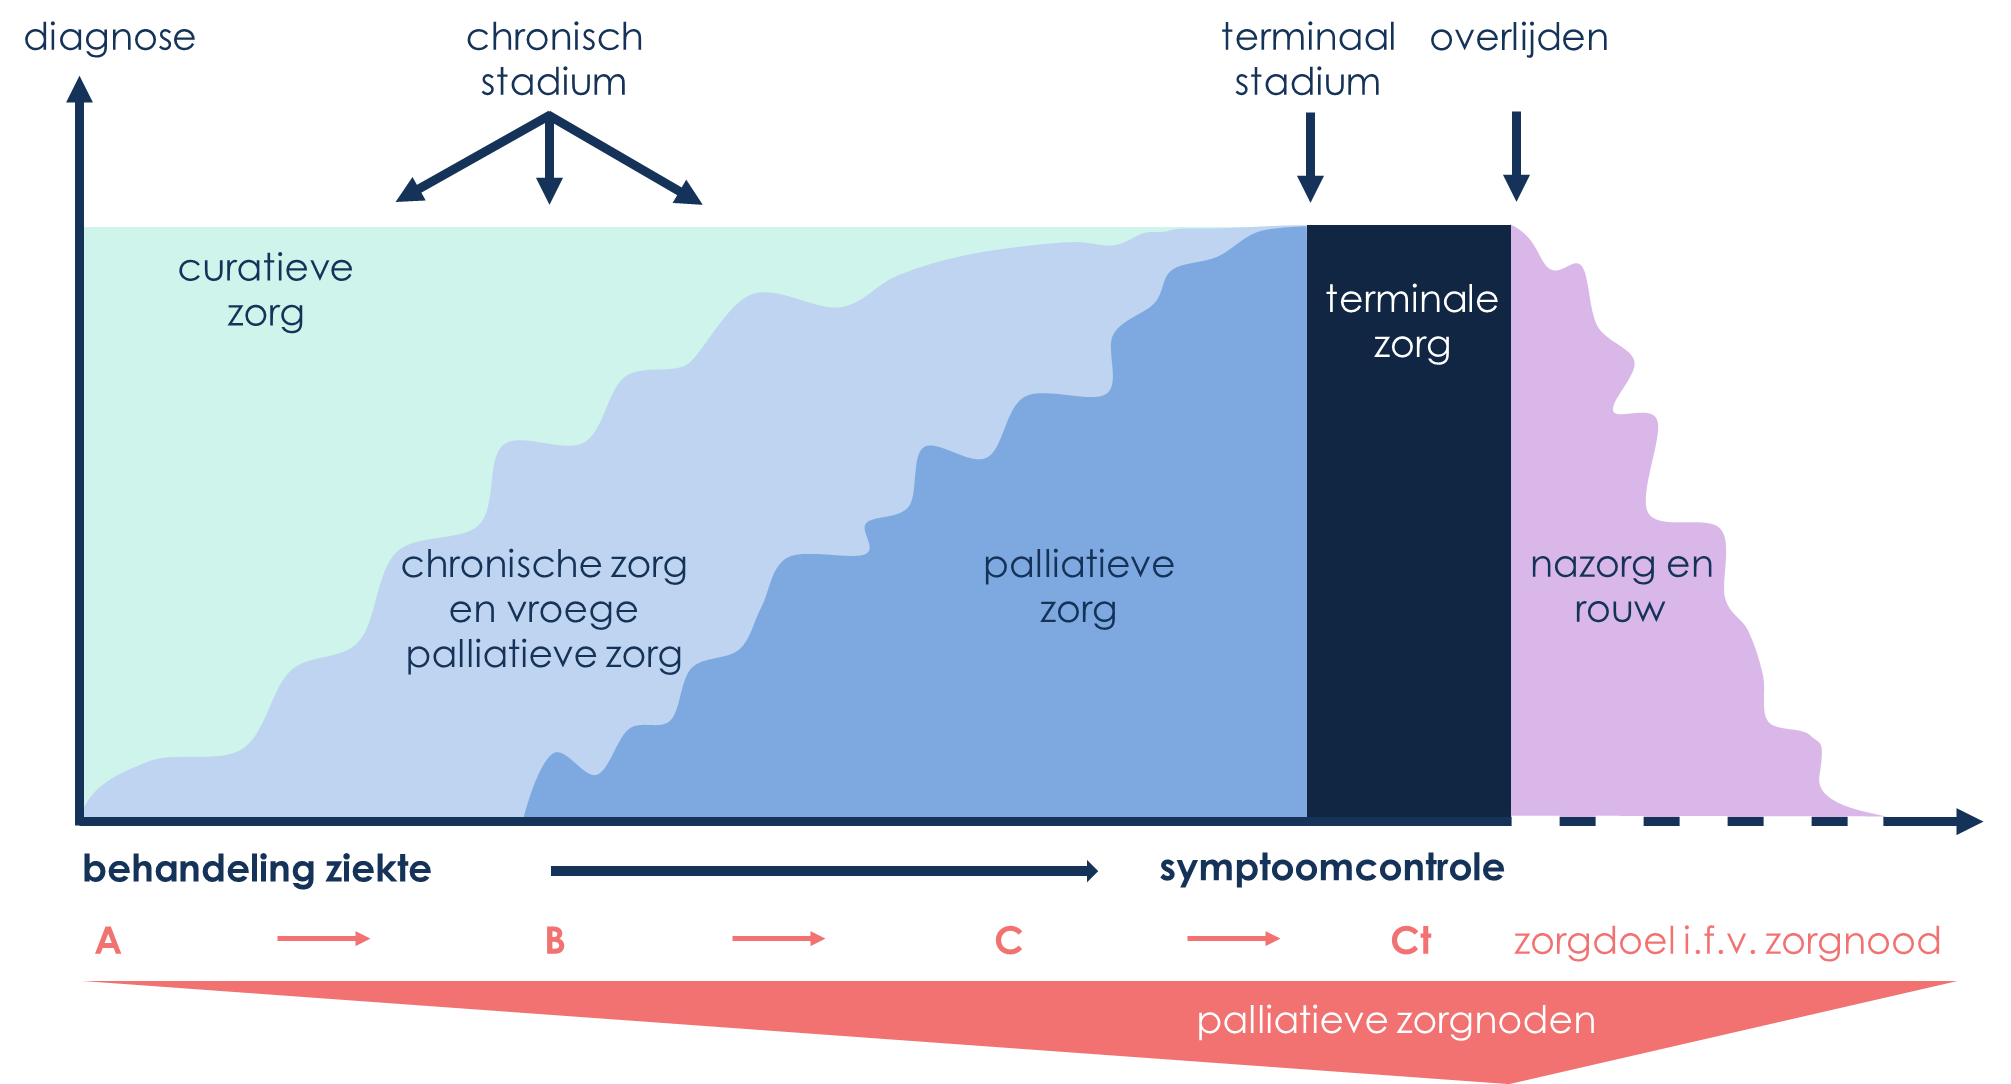 diagnose
chronisch
stadium
terminaal
stadium
overlijden
curatieve
zorg
terminale
zorg
chronische zorg
en vroege
palliatieve zorg
palliatieve
zorg
nazorg en
rouw
behandeling ziekte
symptoomcontrole
A
B
C
Ct
zorgdoel i.f.v. zorgnood
palliatieve zorgnoden